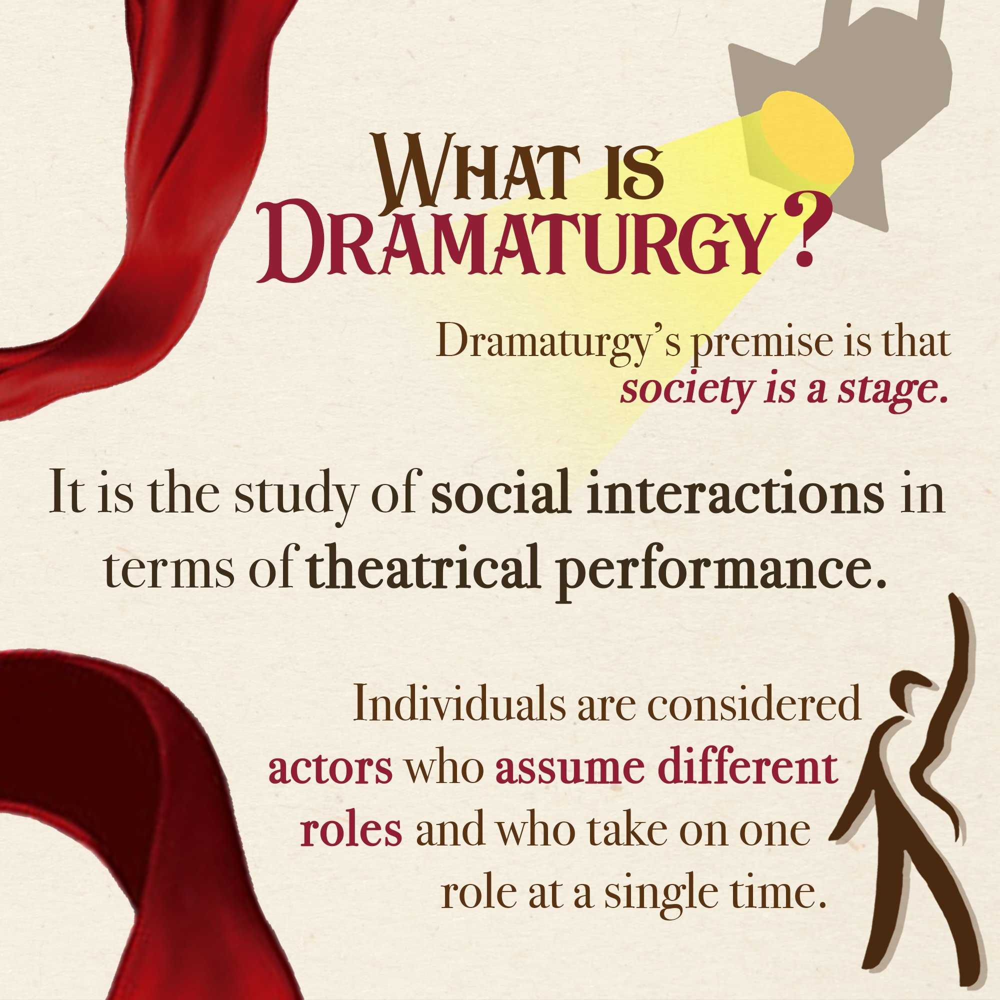 What is
Dramaturgy?
Dramaturgy’s premise is that
society is a stage.
It is the study of social interactions in
terms of theatrical performance.
Individuals are considered
actors who assume different
roles and who take on one
role at a single time.